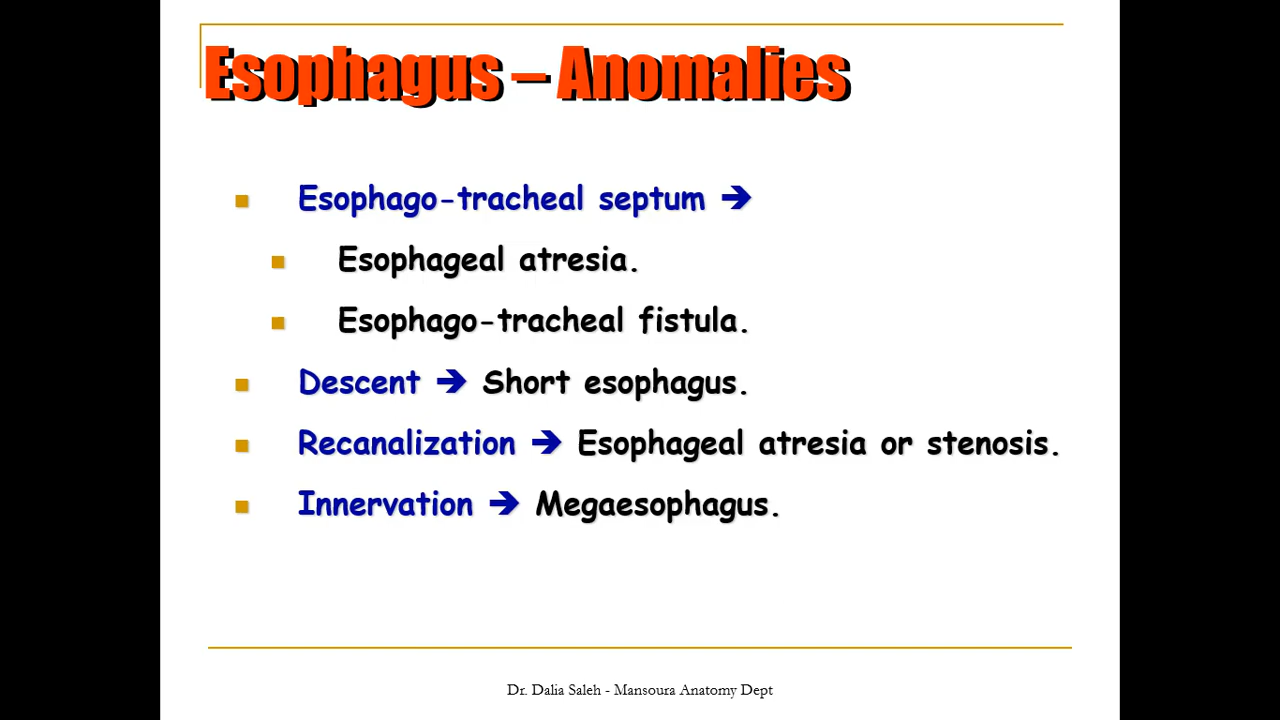 Esophagus – Anomalies
Esophago-tracheal septum ➔
Esophageal atresia.
Esophago-tracheal fistula.
Descent ➔ Short esophagus.
Recanalization ➔ Esophageal atresia or stenosis.
Innervation ➔ Megaesophagus.
Dr. Dalia Saleh - Mansoura Anatomy Dept